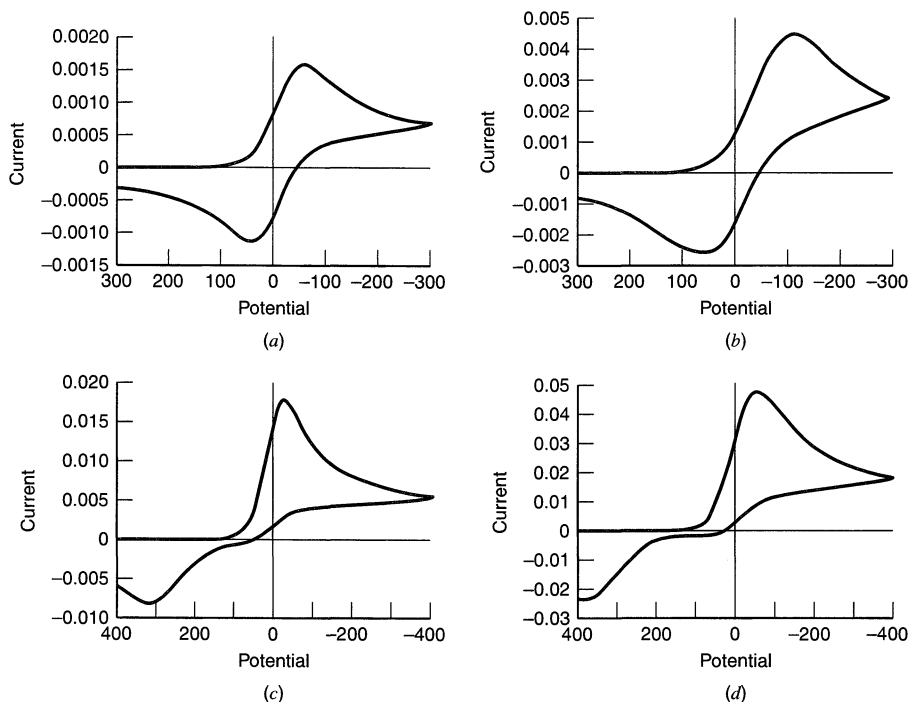 0.0020
0.0015
0.0010
0.0005
0
−0.0005
−0.0010
−0.0015
Current
300 200 100 0 −100 −200 −300
Potential
(a)
0.005
0.004
0.003
0.002
0.001
0
−0.001
−0.002
−0.003
Current
300 200 100 0 −100 −200 −300
Potential
(b)
0.020
0.015
0.010
0.005
0
−0.005
−0.010
Current
400 200 0 −200 −400
Potential
(c)
0.05
0.04
0.03
0.02
0.01
0
−0.01
−0.02
−0.03
Current
400 200 0 −200 −400
Potential
(d)